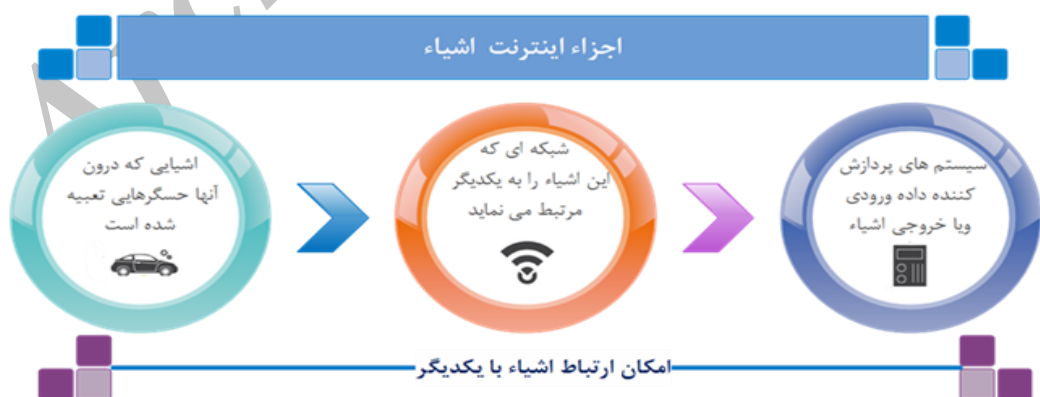 اجزاء اینترنت اشیاء
اشیایی که درون
آنها حسگرهایی تعبیه
شده است
شبکه ای که
این اشیاء را به یکدیگر
مرتبط می نماید
سیستم های پردازش
کننده داده ورودی
ویا خروجی اشیاء
امکان ارتباط اشیاء با یکدیگر